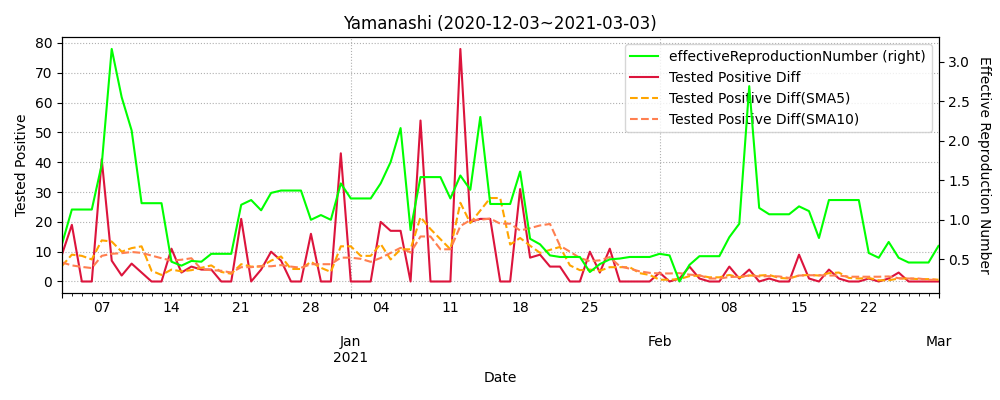 Yamanashi (2020-12-03~2021-03-03)
effectiveReproductionNumber (right)
Tested Positive Diff
Tested Positive Diff(SMA5)
Tested Positive Diff(SMA10)
Tested Positive
80
70
60
50
40
30
20
10
0
3.0
2.5
2.0
1.5
1.0
0.5
Effective Reproduction Number
07 14 21 28 04 11 18 25 08 15 22
Jan Feb Mar
2021
Date